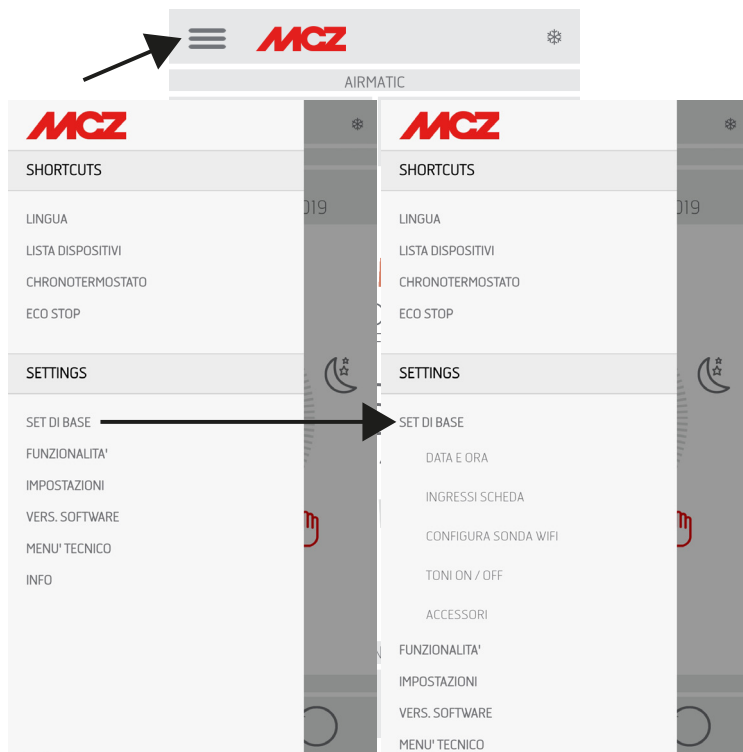 MCZ
AIRMATIC
MCZ
SHORTCUTS
LINGUA
LISTA DISPOSITIVI
CHRONOTERMOSTATO
ECO STOP
SETTINGS
SET DI BASE
FUNZIONALITA'
IMPOSTAZIONI
VERS. SOFTWARE
MENU' TECNICO
INFO
019
MCZ
SHORTCUTS
LINGUA
LISTA DISPOSITIVI
CHRONOTERMOSTATO
ECO STOP
SETTINGS
SET DI BASE
DATA E ORA
INGRESSI SCHEDA
CONFIGURA SONDA WIFI
TONI ON / OFF
ACCESSORI
FUNZIONALITA'
IMPOSTAZIONI
VERS. SOFTWARE
MENU' TECNICO
019